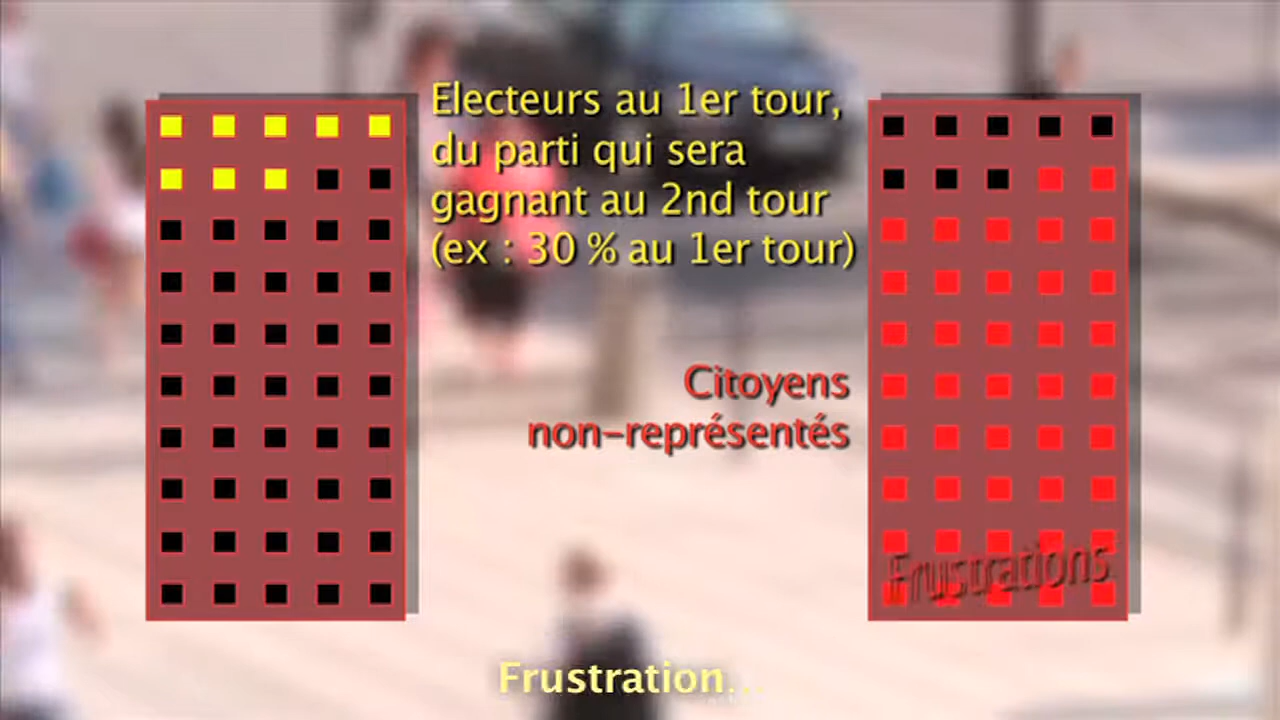 Electeurs au 1er tour,
du parti qui sera
gagnant au 2nd tour
(ex : 30 % au 1er tour)
Citoyens
non-représentés
Frustrations
Frustration...